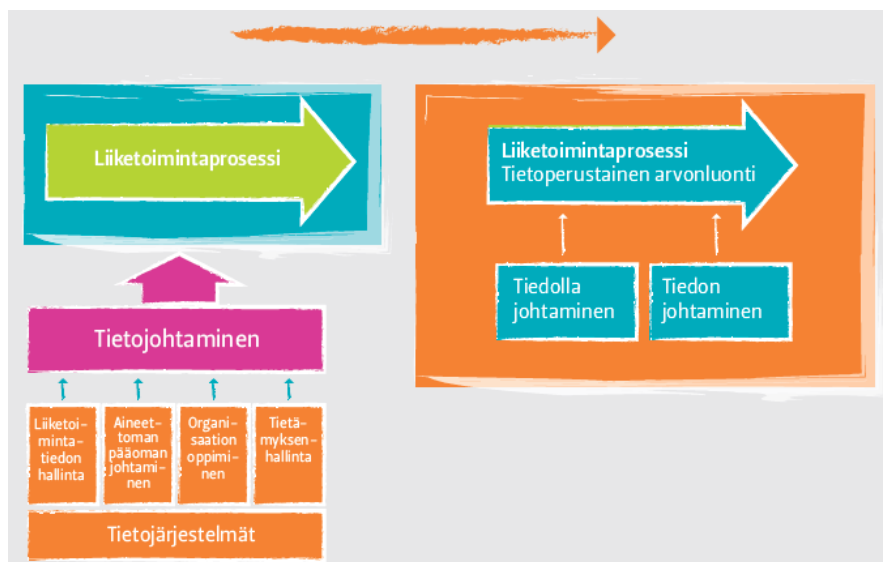 Liiketoimintaprosessi
Tietojohtaminen
Liiketoi-
minta-
tiedon
hallinta
Aineet-
toman
pääoman
johtami-
nen
Organi-
saation
oppimi-
nen
Tietä-
myksen-
hallinta
Tietojärjestelmät
Liiketoimintaprosessi
Tietoperustainen arvonluonti
Tiedolla
johtaminen
Tiedon
johtaminen